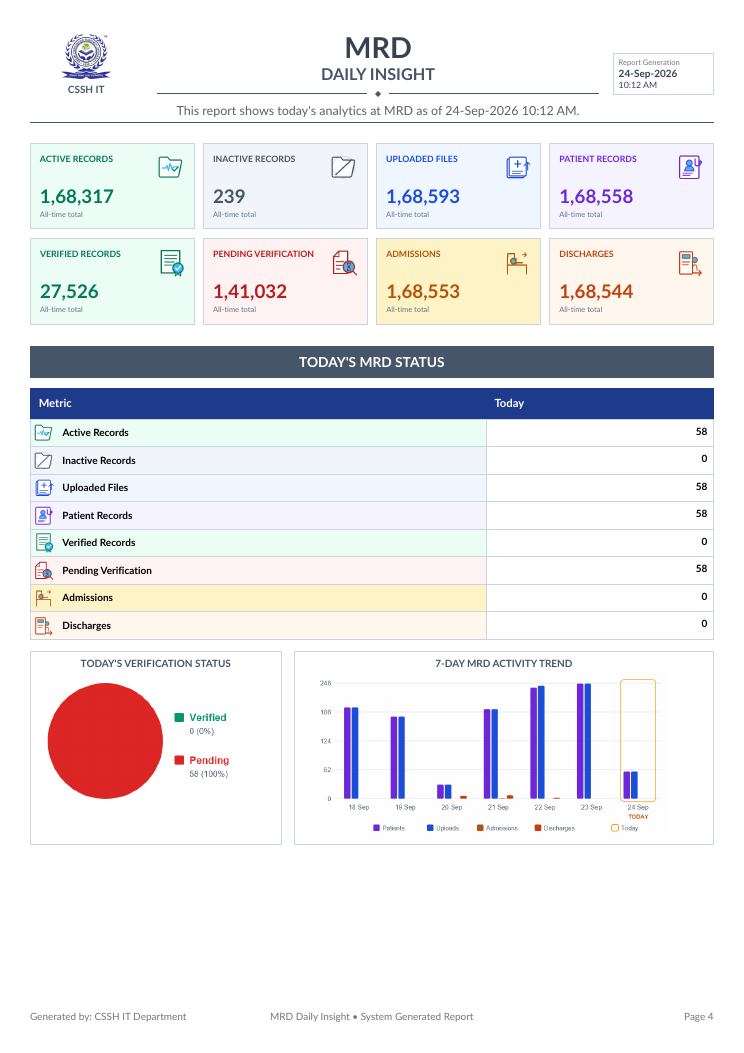 CSSH IT
MRD
DAILY INSIGHT
Report Generation
24-Sep-2026
10:12 AM
This report shows today's analytics at MRD as of 24-Sep-2026 10:12 AM.
ACTIVE RECORDS
1,68,317
All-time total
INACTIVE RECORDS
239
All-time total
UPLOADED FILES
1,68,593
All-time total
PATIENT RECORDS
1,68,558
All-time total
VERIFIED RECORDS
27,526
All-time total
PENDING VERIFICATION
1,41,032
All-time total
ADMISSIONS
1,68,553
All-time total
DISCHARGES
1,68,544
All-time total
TODAY'S MRD STATUS
Metric Today
Active Records 58
Inactive Records 0
Uploaded Files 58
Patient Records 58
Verified Records 0
Pending Verification 58
Admissions 0
Discharges 0
TODAY'S VERIFICATION STATUS
Verified
0 (0%)
Pending
58 (100%)
7-DAY MRD ACTIVITY TREND
248
186
124
62
0
18 Sep 19 Sep 20 Sep 21 Sep 22 Sep 23 Sep 24 Sep
TODAY
Patients Uploads Admissions Discharges Today
Generated by: CSSH IT Department MRD Daily Insight • System Generated Report Page 4